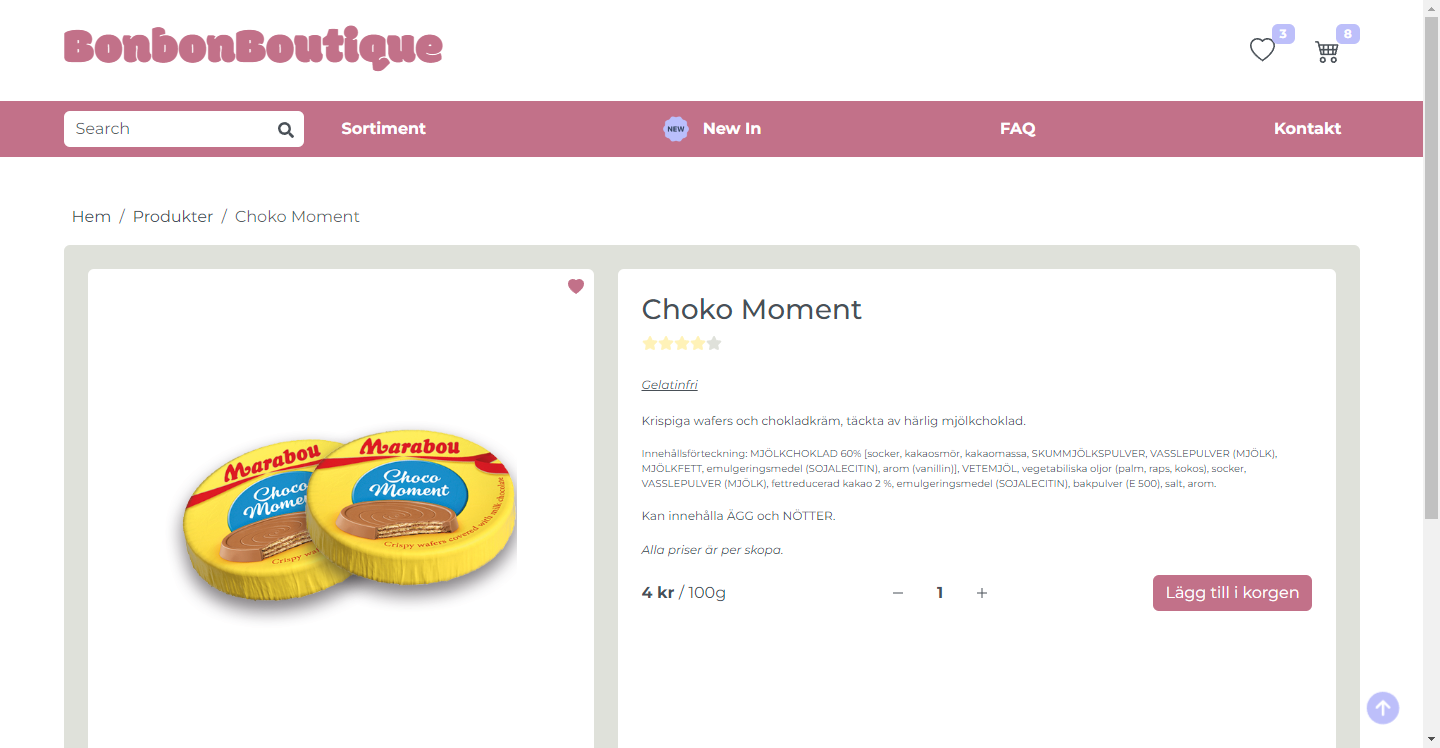 BonbonBoutique
3
8
Search
Sortiment
NEW
New In
FAQ
Kontakt
Hem / Produkter / Choko Moment
Marabou
Choco
Moment
Crispy wafers
Marabou
Choco
Moment
Crispy wafers covered with milk chocolate
Choko Moment
Gelatinfri
Krispiga wafers och chokladkräm, täckta av härlig mjölkchoklad.
Innehållsförteckning: MJÖLKCHOKLAD 60% [socker, kakaosmör, kakaomassa, SKUMMJÖLKSPULVER, VASSLEPULVER (MJÖLK),
MJÖLKFETT, emulgeringsmedel (SOJALECITIN), arom (vanillin)], VETEMJÖL, vegetabiliska oljor (palm, raps, kokos), socker,
VASSLEPULVER (MJÖLK), fettreducerad kakao 2 %, emulgeringsmedel (SOJALECITIN), bakpulver (E 500), salt, arom.
Kan innehålla ÄGG och NÖTTER.
Alla priser är per skopa.
4 kr / 100g
− 1 +
Lägg till i korgen